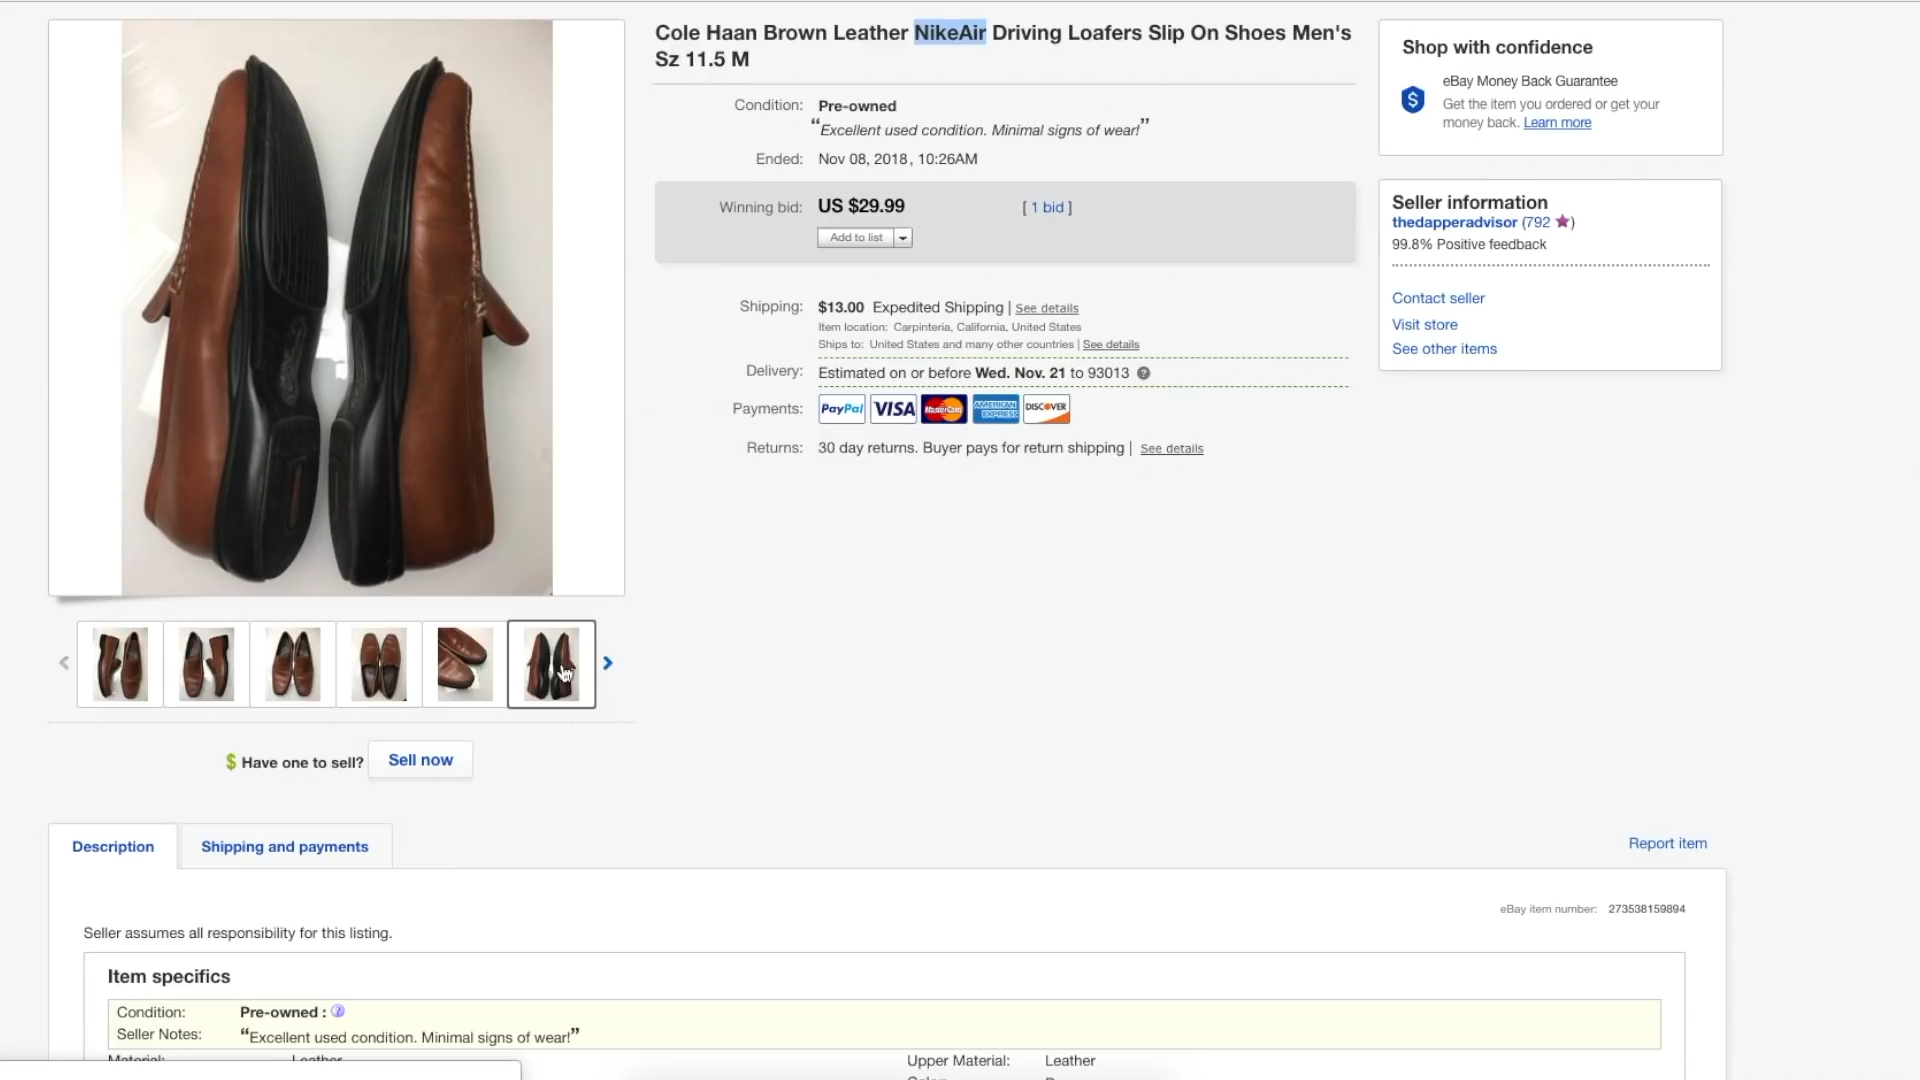 Cole Haan Brown Leather NikeAir Driving Loafers Slip On Shoes Men's
Sz 11.5 M
Condition: Pre-owned
“Excellent used condition. Minimal signs of wear!”
Ended: Nov 08, 2018, 10:26AM
Winning bid: US $29.99 [ 1 bid ]
Add to list
Shipping: $13.00 Expedited Shipping | See details
Item location: Carpinteria, California, United States
Ships to: United States and many other countries | See details
Delivery: Estimated on or before Wed. Nov. 21 to 93013
Payments: PayPal VISA MasterCard AMERICAN EXPRESS DISCOVER
Returns: 30 day returns. Buyer pays for return shipping | See details
Shop with confidence
$
eBay Money Back Guarantee
Get the item you ordered or get your
money back. Learn more
Seller information
thedapperadvisor (792 ★)
99.8% Positive feedback
Contact seller
Visit store
See other items
$ Have one to sell? Sell now
Description Shipping and payments
Report item
eBay item number: 273538159894
Seller assumes all responsibility for this listing.
Item specifics
Condition: Pre-owned :
Seller Notes: “Excellent used condition. Minimal signs of wear!”
Material: Leather Upper Material: Leather